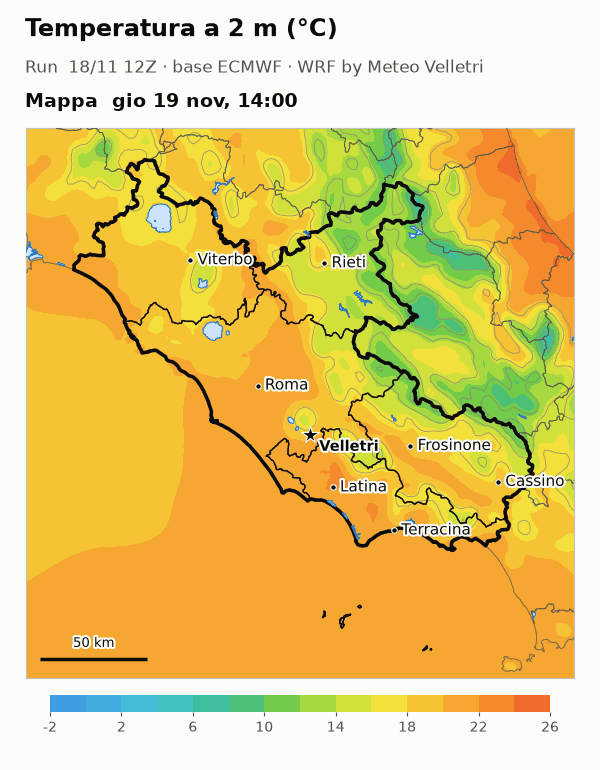 Temperatura a 2 m (°C)
Run  18/11 12Z · base ECMWF · WRF by Meteo Velletri
Mappa  gio 19 nov, 14:00
Viterbo
Rieti
Roma
Velletri
Frosinone
Latina
Cassino
Terracina
50 km
-2 2 6 10 14 18 22 26